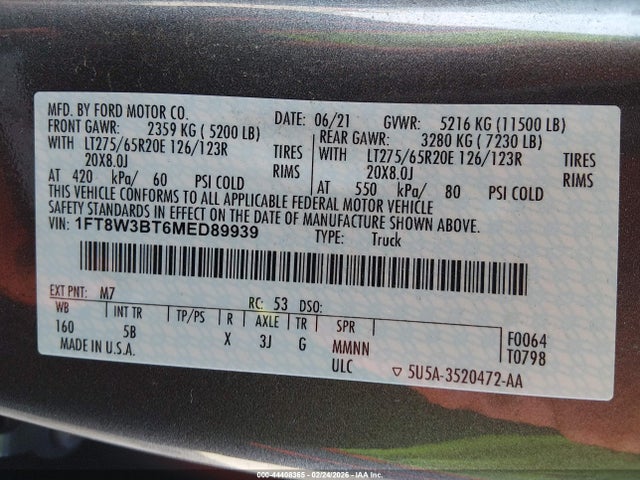 MFD. BY FORD MOTOR CO. DATE: 06/21 GVWR: 5216 KG (11500 LB)
FRONT GAWR: 2359 KG ( 5200 LB) REAR GAWR: 3280 KG ( 7230 LB)
WITH LT275/65R20E 126/123R TIRES WITH LT275/65R20E 126/123R TIRES
20X8.0J RIMS 20X8.0J RIMS
AT 420 kPa/ 60 PSI COLD AT 550 kPa/ 80 PSI COLD
THIS VEHICLE CONFORMS TO ALL APPLICABLE FEDERAL MOTOR VEHICLE
SAFETY STANDARDS IN EFFECT ON THE DATE OF MANUFACTURE SHOWN ABOVE.
VIN: 1FT8W3BT6MED89939 TYPE: Truck
EXT PNT: M7 RC: 53 DSO:
WB INT TR TP/PS R AXLE TR SPR F0064
160 5B X 3J G MMNN T0798
MADE IN U.S.A. ULC ▽ 5U5A-3520472-AA
© 44408365 - 02/24/2026 - IAA Inc.